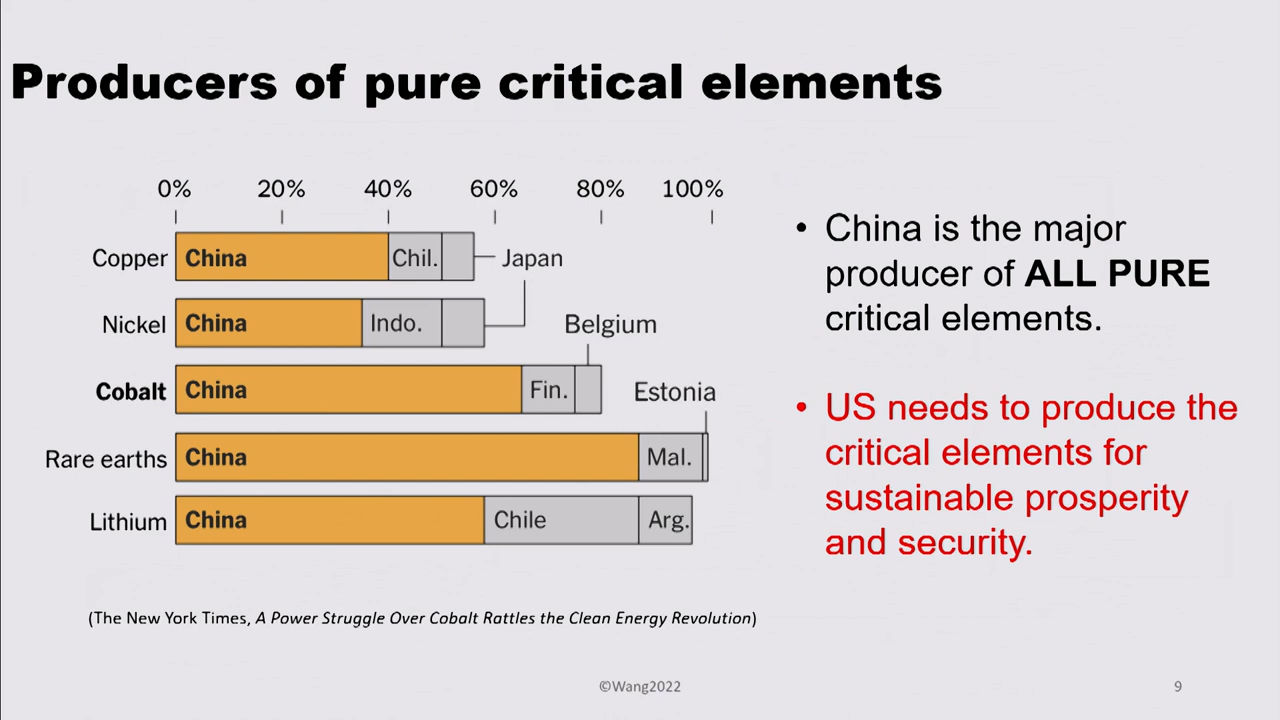 Producers of pure critical elements
0% 20% 40% 60% 80% 100%
Copper China Chil. Japan
Nickel China Indo.
Belgium
Cobalt China Fin. Estonia
Rare earths China Mal.
Lithium China Chile Arg.
• China is the major
producer of ALL PURE
critical elements.
• US needs to produce the
critical elements for
sustainable prosperity
and security.
(The New York Times, A Power Struggle Over Cobalt Rattles the Clean Energy Revolution)
©Wang2022
9